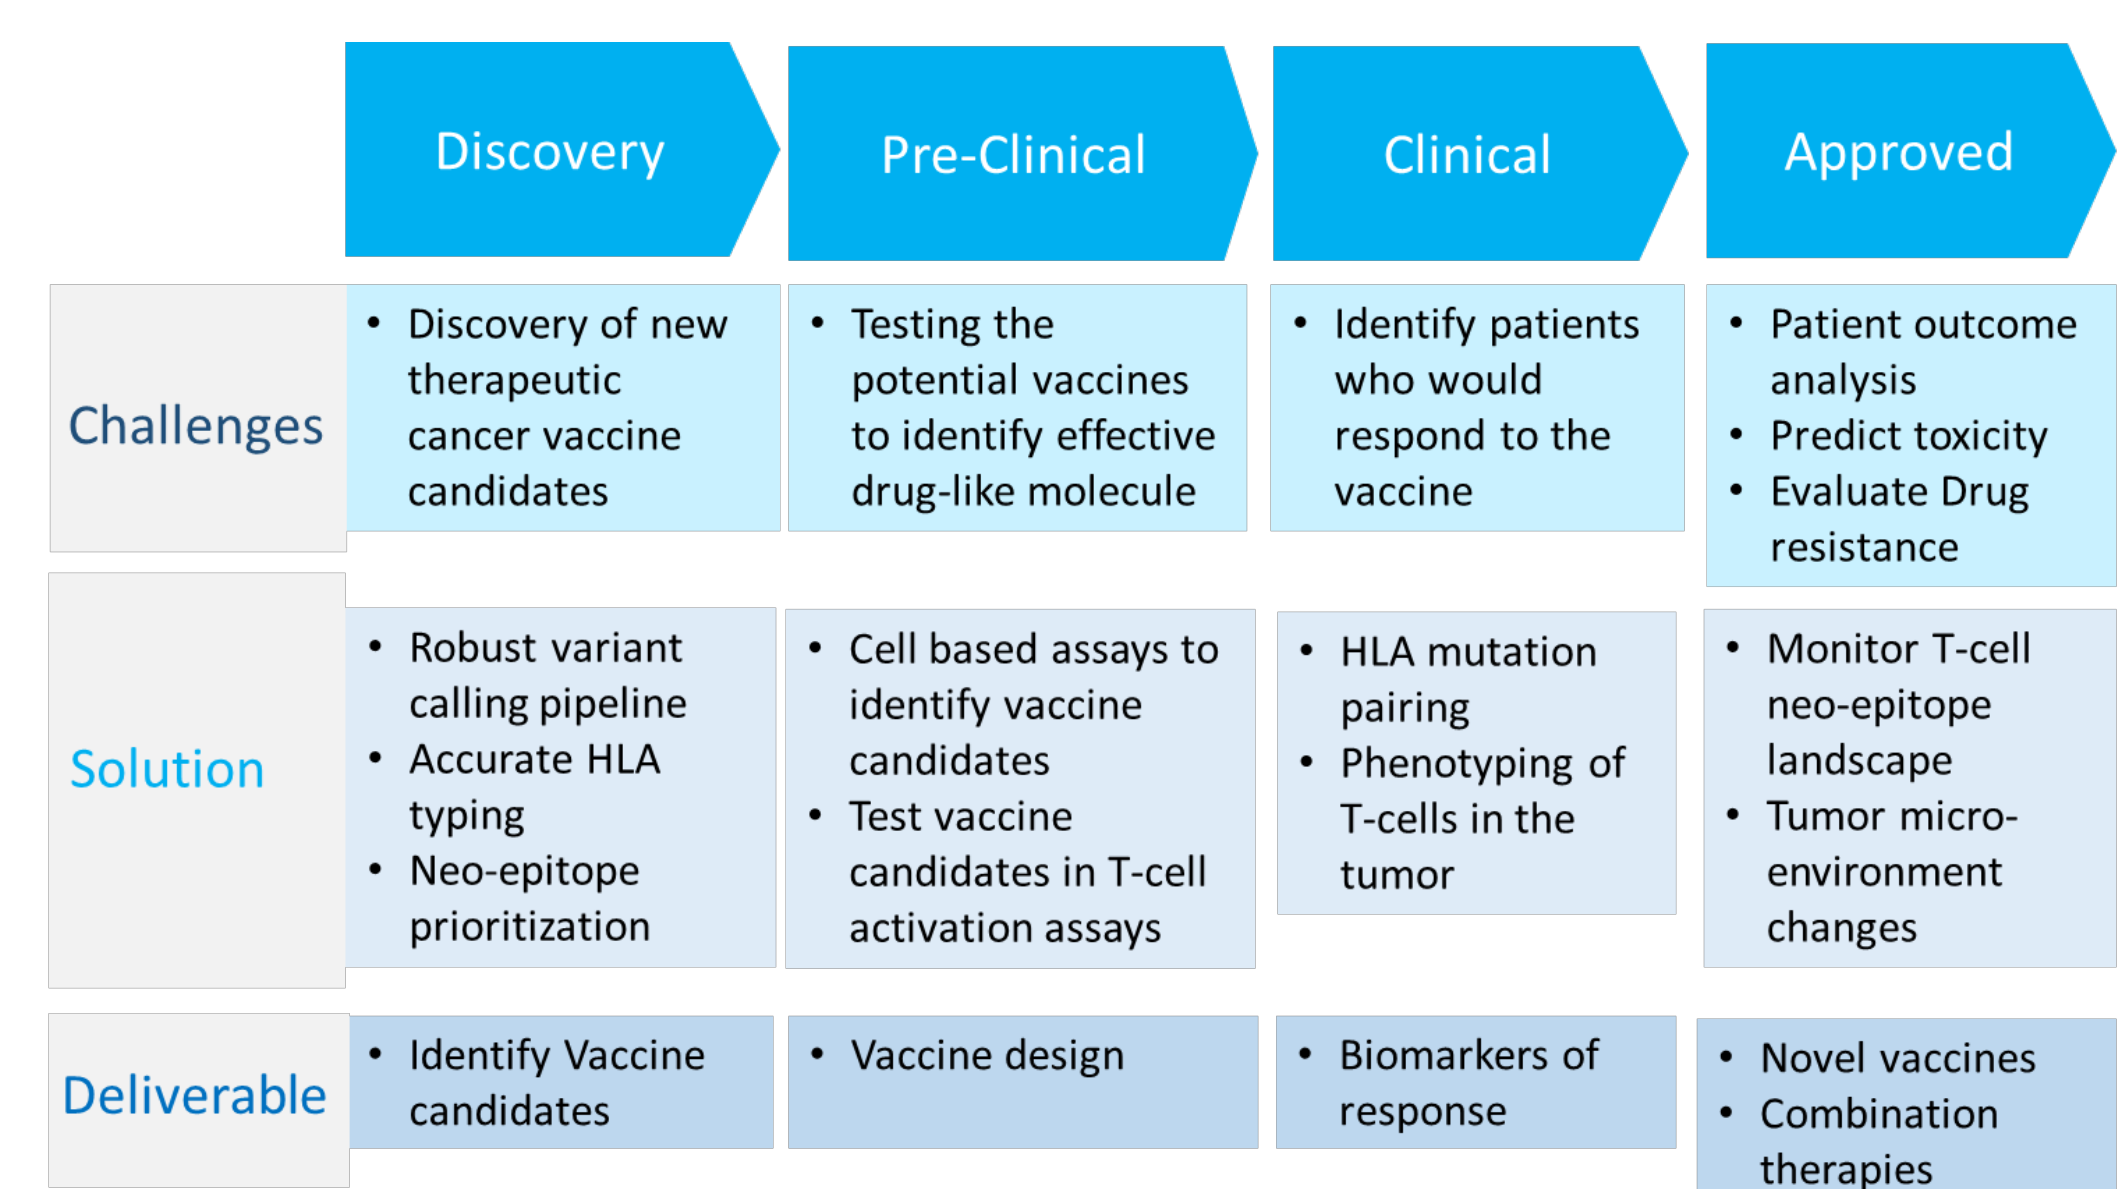 Discovery
Pre-Clinical
Clinical
Approved
Challenges
• Discovery of new
therapeutic
cancer vaccine
candidates
• Testing the
potential vaccines
to identify effective
drug-like molecule
• Identify patients
who would
respond to the
vaccine
• Patient outcome
analysis
• Predict toxicity
• Evaluate Drug
resistance
Solution
• Robust variant
calling pipeline
• Accurate HLA
typing
• Neo-epitope
prioritization
• Cell based assays to
identify vaccine
candidates
• Test vaccine
candidates in T-cell
activation assays
• HLA mutation
pairing
• Phenotyping of
T-cells in the
tumor
• Monitor T-cell
neo-epitope
landscape
• Tumor micro-
environment
changes
Deliverable
• Identify Vaccine
candidates
• Vaccine design
• Biomarkers of
response
• Novel vaccines
• Combination
therapies